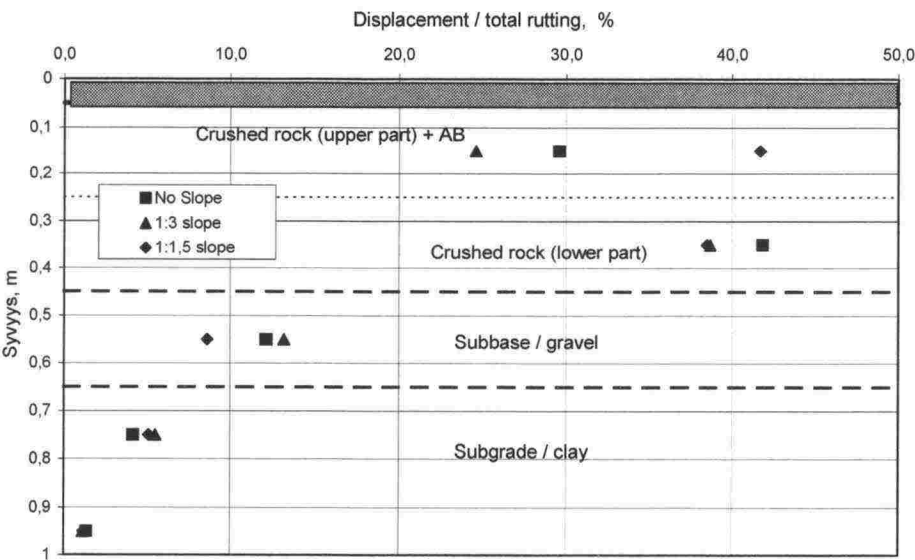 Displacement / total rutting, %
0,0 10,0 20,0 30,0 40,0 50,0
0
0,1
Crushed rock (upper part) + AB
0,2
No Slope
0,3
1:3 slope
1:1,5 slope
Crushed rock (lower part)
0,4
Syvyys, m
0,5
Subbase / gravel
0,6
0,7
Subgrade / clay
0,8
0,9
1